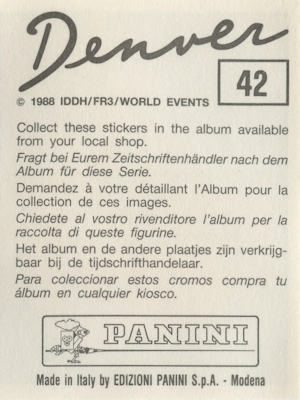 Denver
42
© 1988 IDDH/FR3/WORLD EVENTS
Collect these stickers in the album available
from your local shop.
Fragt bei Eurem Zeitschriftenhändler nach dem
Album für diese Serie.
Demandez à votre détaillant l'Album pour la
collection de ces images.
Chiedete al vostro rivenditore l'album per la
raccolta di queste figurine.
Het album en de andere plaatjes zijn verkrijg-
baar bij de tijdschrifthandelaar.
Para coleccionar estos cromos compra tu
álbum en cualquier kiosco.
PANINI
Made in Italy by EDIZIONI PANINI S.p.A. - Modena